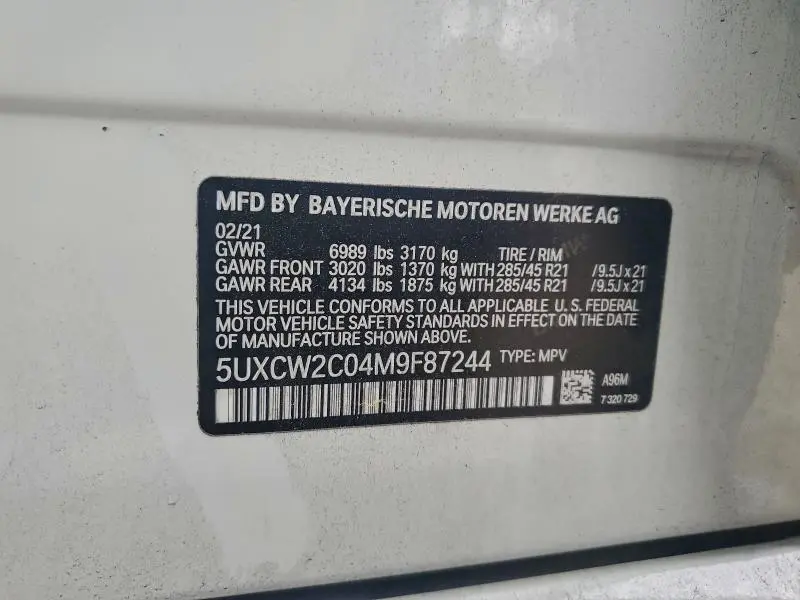 MFD BY BAYERISCHE MOTOREN WERKE AG
02/21
GVWR 6989 lbs 3170 kg TIRE / RIM
GAWR FRONT 3020 lbs 1370 kg WITH 285/45 R21 /9.5J x 21
GAWR REAR 4134 lbs 1875 kg WITH 285/45 R21 /9.5J x 21
THIS VEHICLE CONFORMS TO ALL APPLICABLE U.S. FEDERAL
MOTOR VEHICLE SAFETY STANDARDS IN EFFECT ON THE DATE
OF MANUFACTURE SHOWN ABOVE.
5UXCW2C04M9F87244 TYPE: MPV
A96M
7 320 729